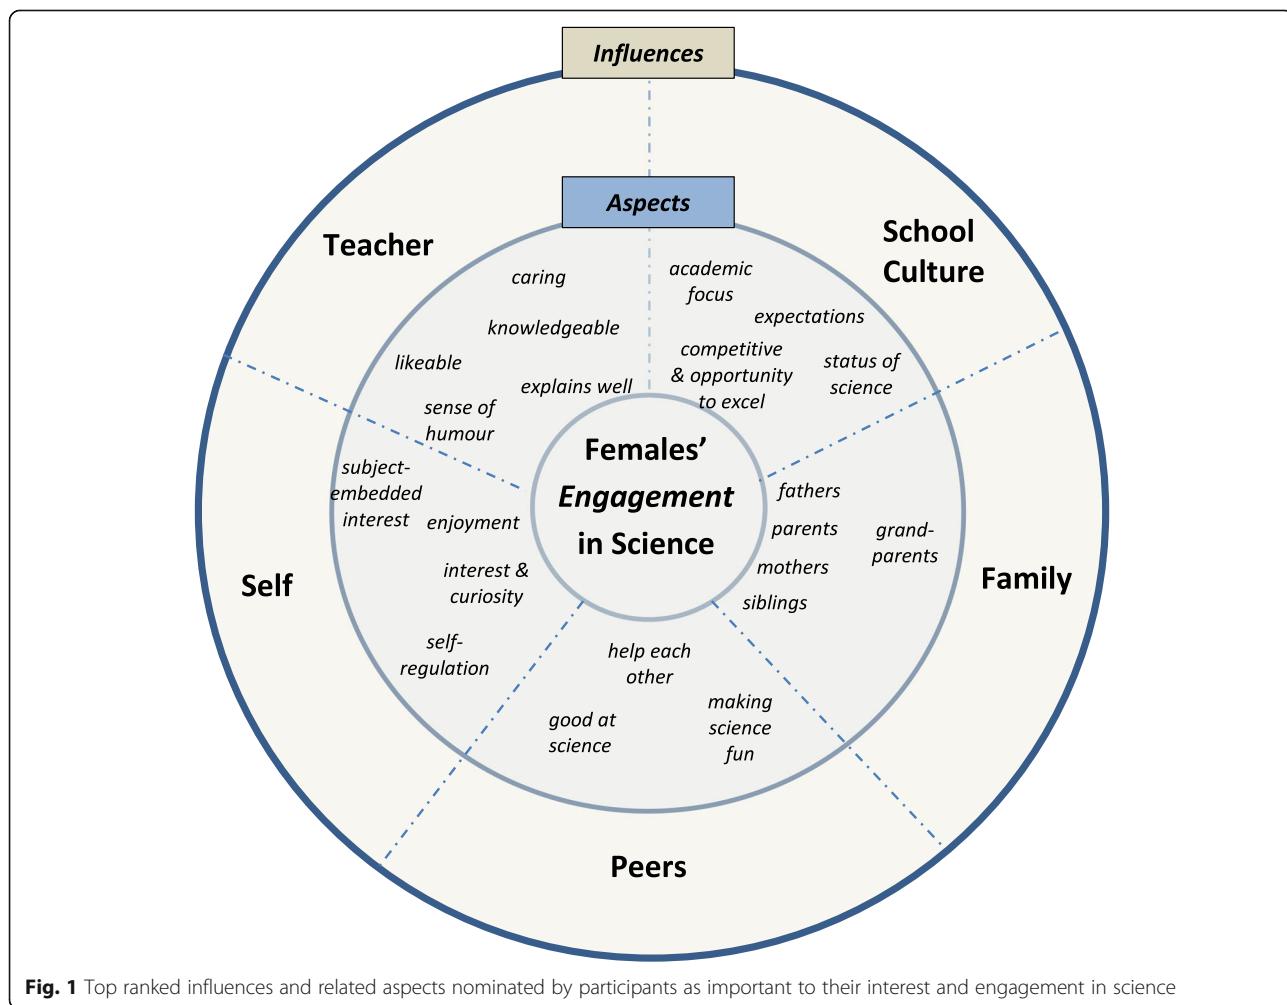 Influences
Aspects
Teacher
School
Culture
caring
knowledgeable
likeable
explains well
sense of
humour
academic
focus
expectations
competitive
& opportunity
to excel
status of
science
Females’
Engagement
in Science
subject-
embedded
interest
enjoyment
interest &
curiosity
self-
regulation
Self
fathers
parents
mothers
siblings
grand-
parents
Family
help each
other
good at
science
making
science
fun
Peers
Fig. 1 Top ranked influences and related aspects nominated by participants as important to their interest and engagement in science